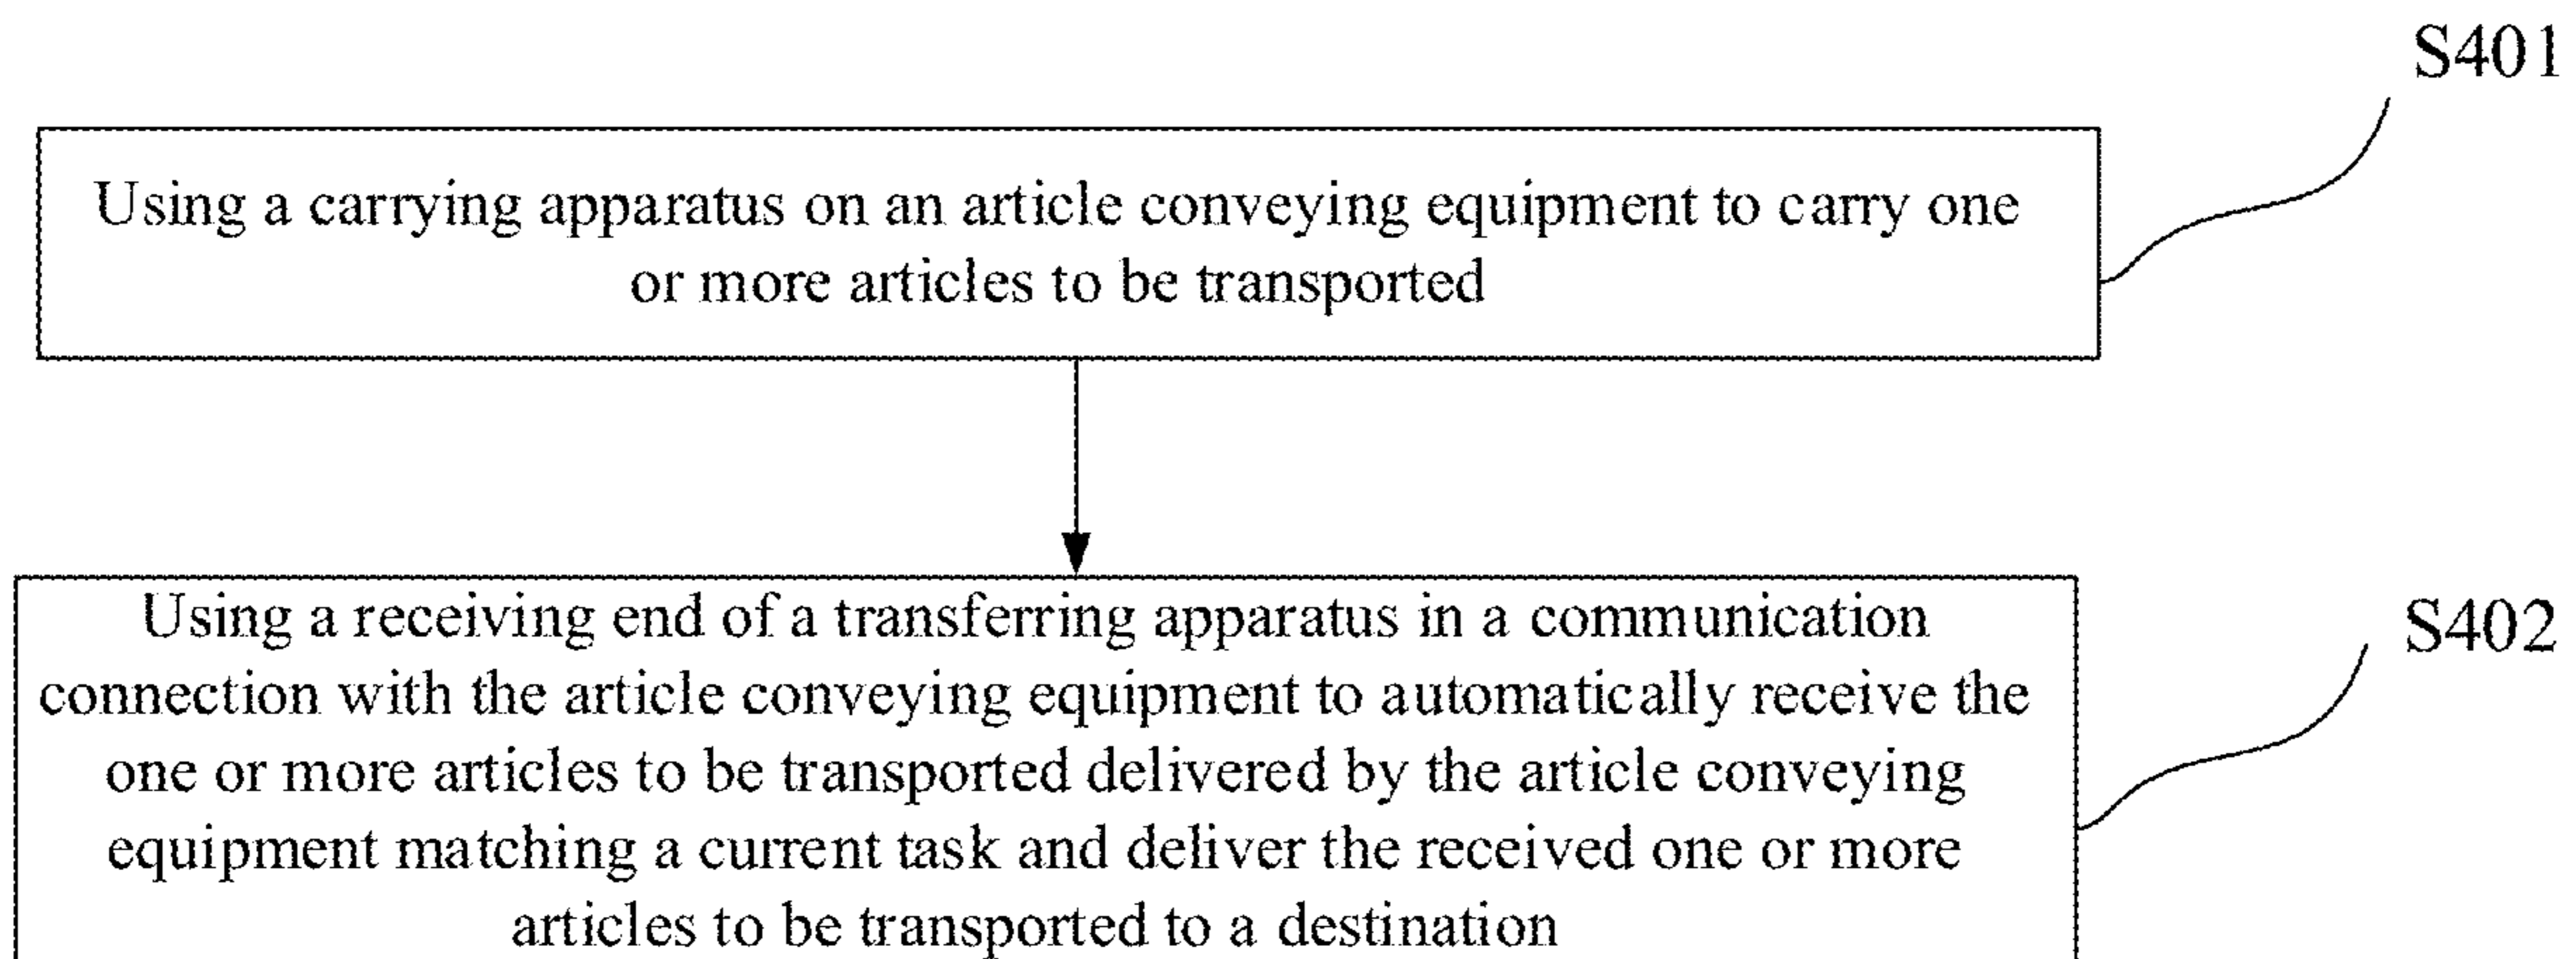 S401
Using a carrying apparatus on an article conveying equipment to carry one
or more articles to be transported
Using a receiving end of a transferring apparatus in a communication
S402
connection with the article conveying equipment to automatically receive the
one or more articles to be transported delivered by the article conveying
equipment matching a current task and deliver the received one or more
articles to be transported to a destination